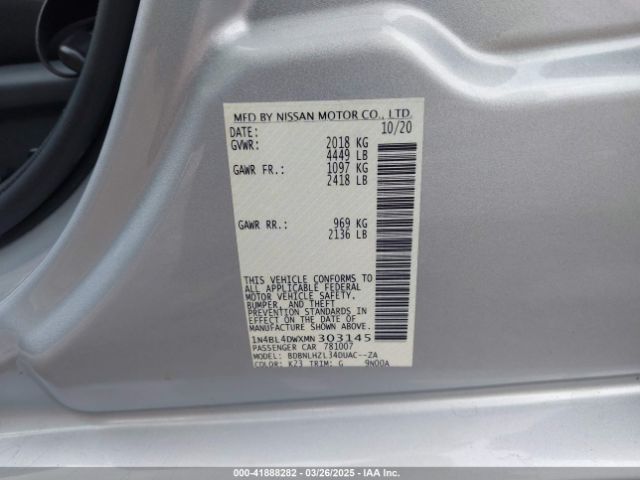 MFD BY NISSAN MOTOR CO., LTD.
DATE: 10/20
GVWR: 2018 KG
4449 LB
GAWR FR.: 1097 KG
2418 LB
GAWR RR.: 969 KG
2136 LB
THIS VEHICLE CONFORMS TO
ALL APPLICABLE FEDERAL
MOTOR VEHICLE SAFETY,
BUMPER, AND THEFT
PREVENTION STANDARDS IN
EFFECT ON THE DATE OF
MANUFACTURE SHOWN ABOVE.
1N4BL4DWXMN303145
PASSENGER CAR 781007
MODEL: BDBNLHZL34DUAC--ZA
COLOR: K23 TRIM: G 9N00A
000-41888282 / 03/26/2025 - IAA Inc.